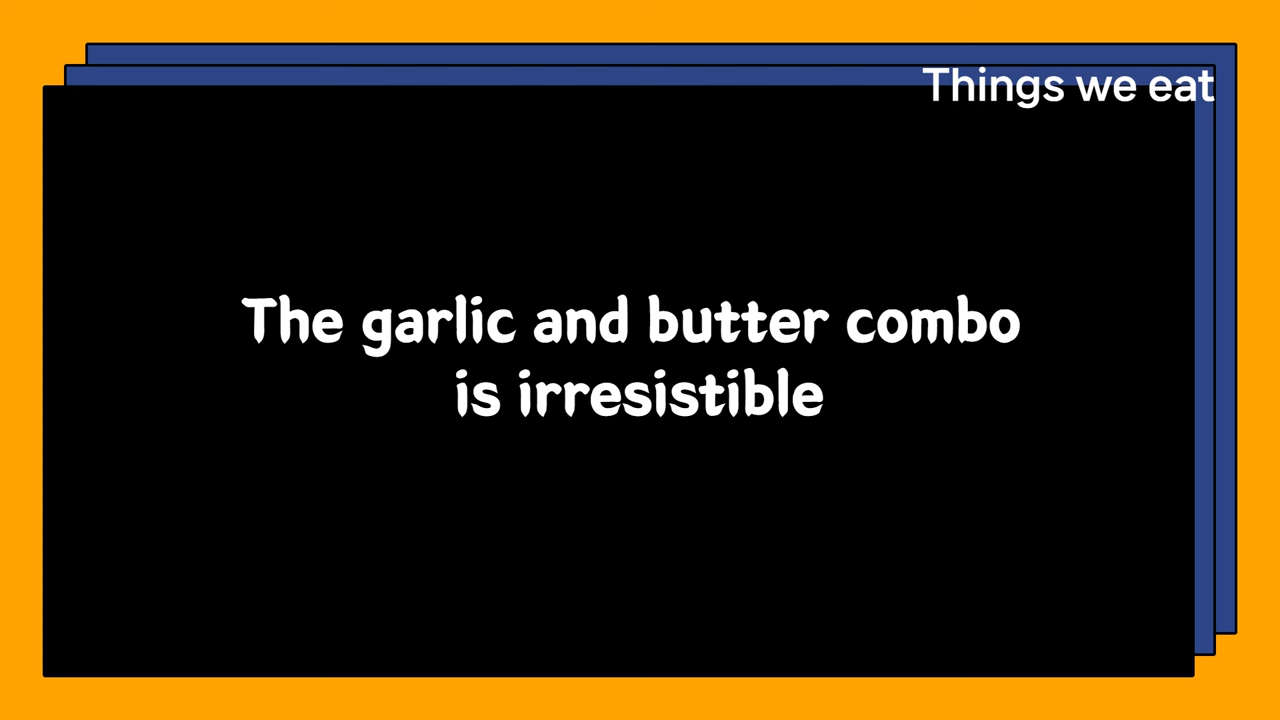 Things we eat
The garlic and butter combo
is irresistible